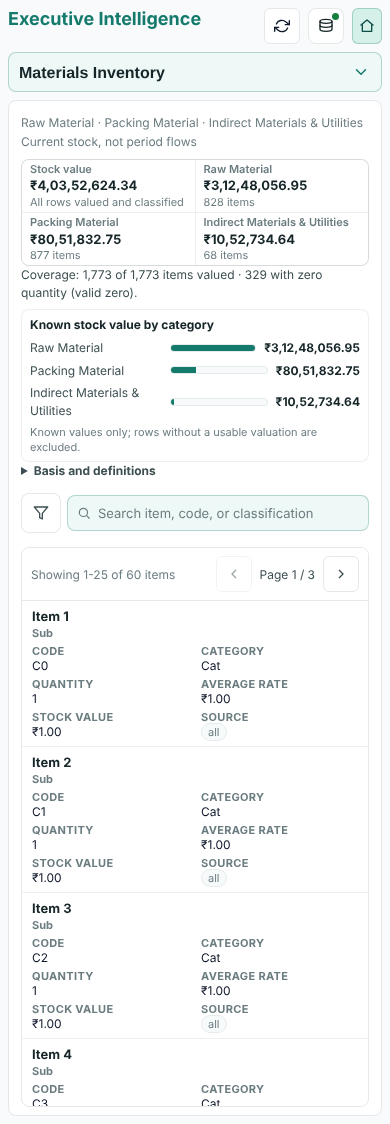 Executive Intelligence
Materials Inventory
Raw Material · Packing Material · Indirect Materials & Utilities
Current stock, not period flows
Stock value
₹4,03,52,624.34
All rows valued and classified
Raw Material
₹3,12,48,056.95
828 items
Packing Material
₹80,51,832.75
877 items
Indirect Materials & Utilities
₹10,52,734.64
68 items
Coverage: 1,773 of 1,773 items valued · 329 with zero
quantity (valid zero).
Known stock value by category
Raw Material ₹3,12,48,056.95
Packing Material ₹80,51,832.75
Indirect Materials &
Utilities ₹10,52,734.64
Known values only; rows without a usable valuation are
excluded.
Basis and definitions
Search item, code, or classification
Showing 1-25 of 60 items Page 1 / 3
Item 1
Sub
CODE CATEGORY
C0 Cat
QUANTITY AVERAGE RATE
1 ₹1.00
STOCK VALUE SOURCE
₹1.00 all
Item 2
Sub
CODE CATEGORY
C1 Cat
QUANTITY AVERAGE RATE
1 ₹1.00
STOCK VALUE SOURCE
₹1.00 all
Item 3
Sub
CODE CATEGORY
C2 Cat
QUANTITY AVERAGE RATE
1 ₹1.00
STOCK VALUE SOURCE
₹1.00 all
Item 4
Sub
CODE CATEGORY
C3 Cat